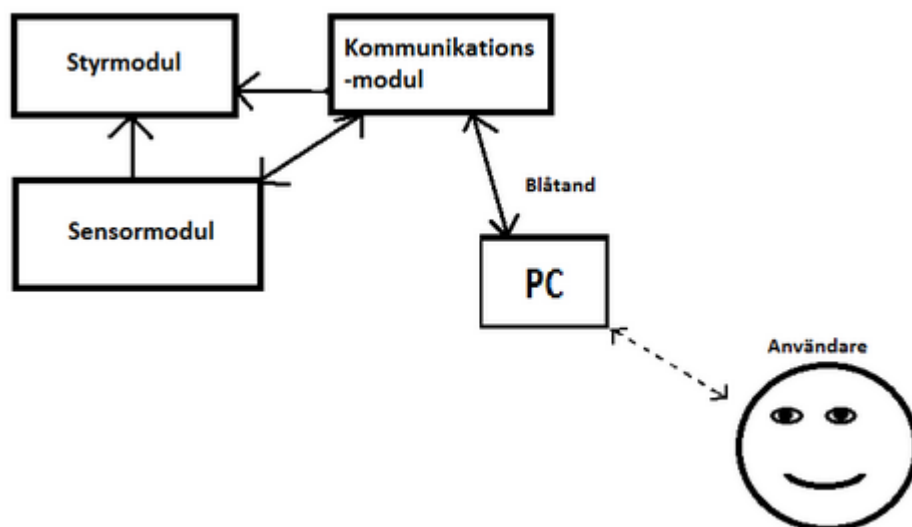 Styrmodul
Kommunikations
-modul
Sensormodul
Blåtand
PC
Användare